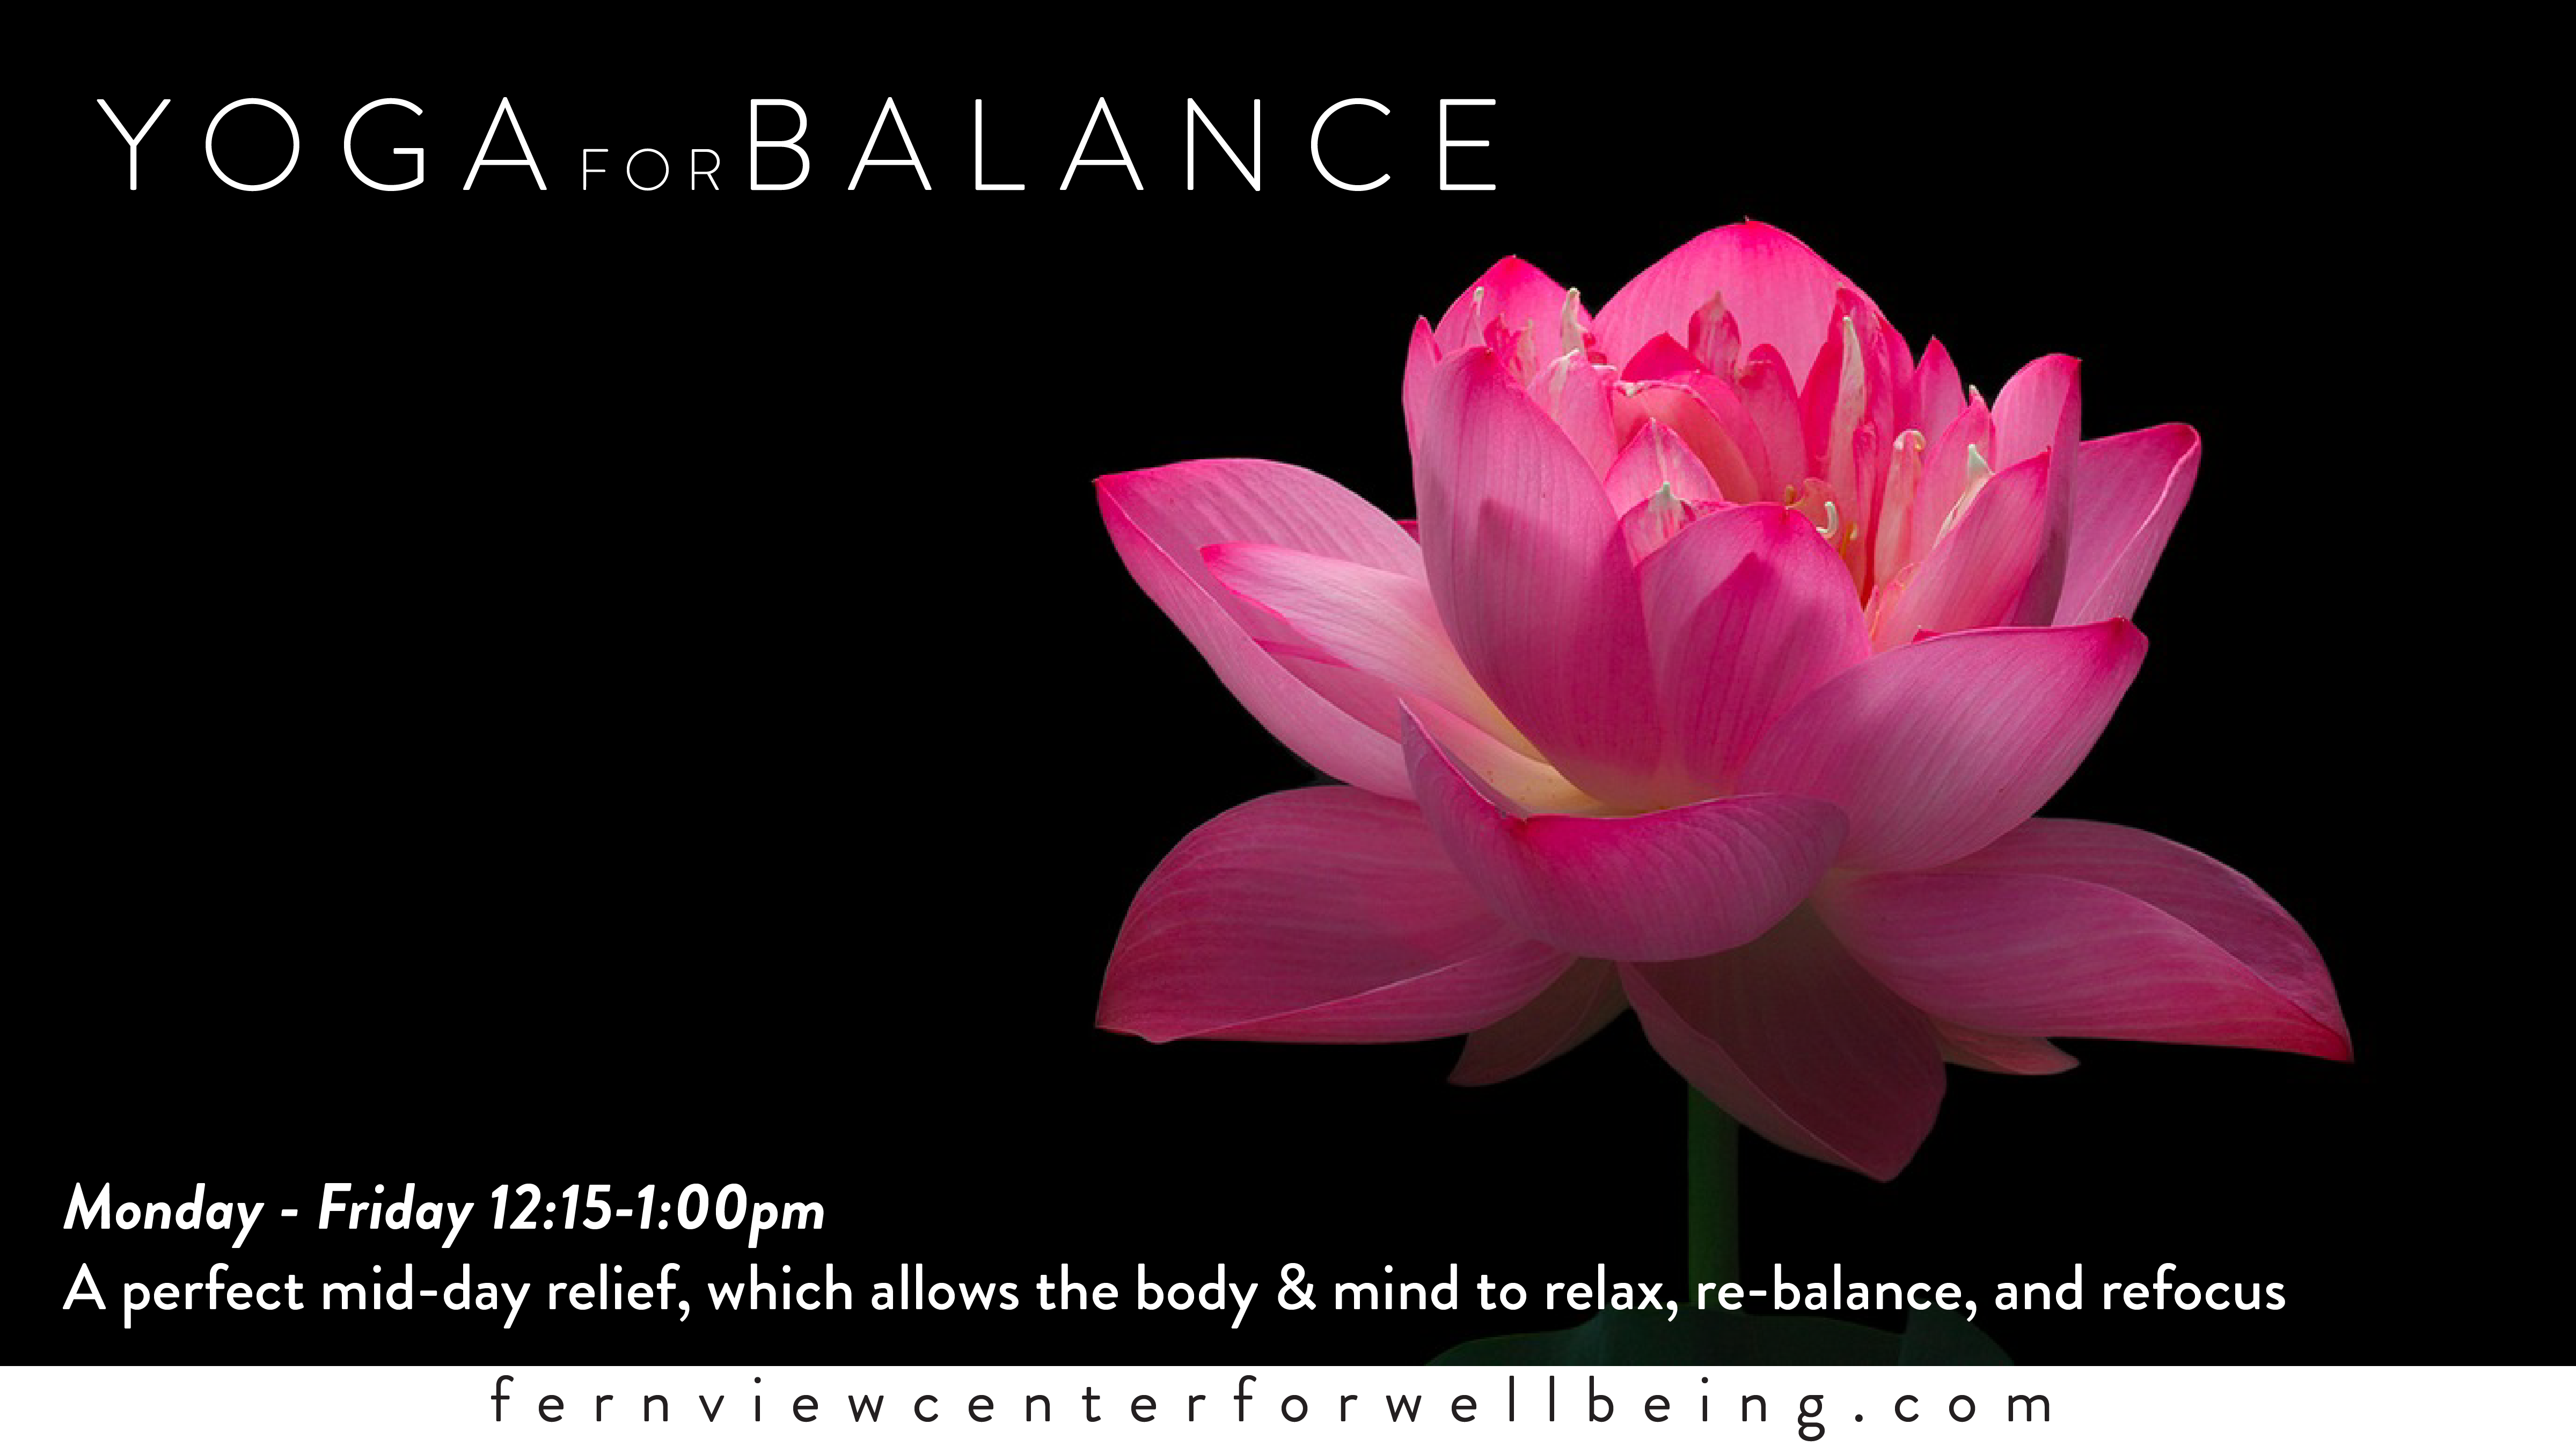 YOGA FOR BALANCE
Monday - Friday 12:15-1:00pm
A perfect mid-day relief, which allows the body & mind to relax, re-balance, and refocus
fernviewcenterforwellbeing.com